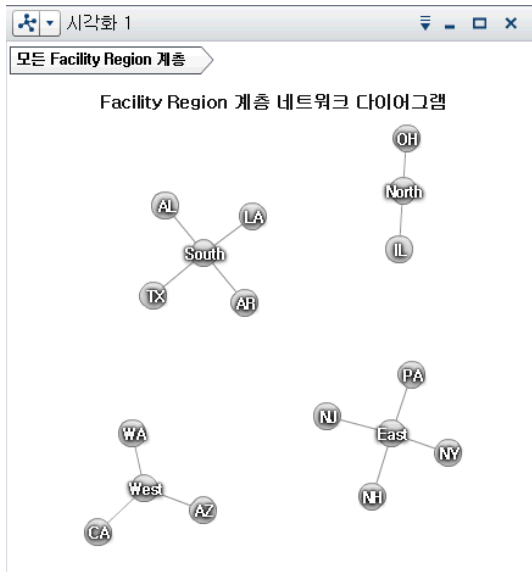 시각화 1
모든 Facility Region 계층
Facility Region 계층 네트워크 다이어그램
OH
North
IL
AL
LA
South
TX
AR
PA
NJ
East
NY
NH
WA
West
AZ
CA